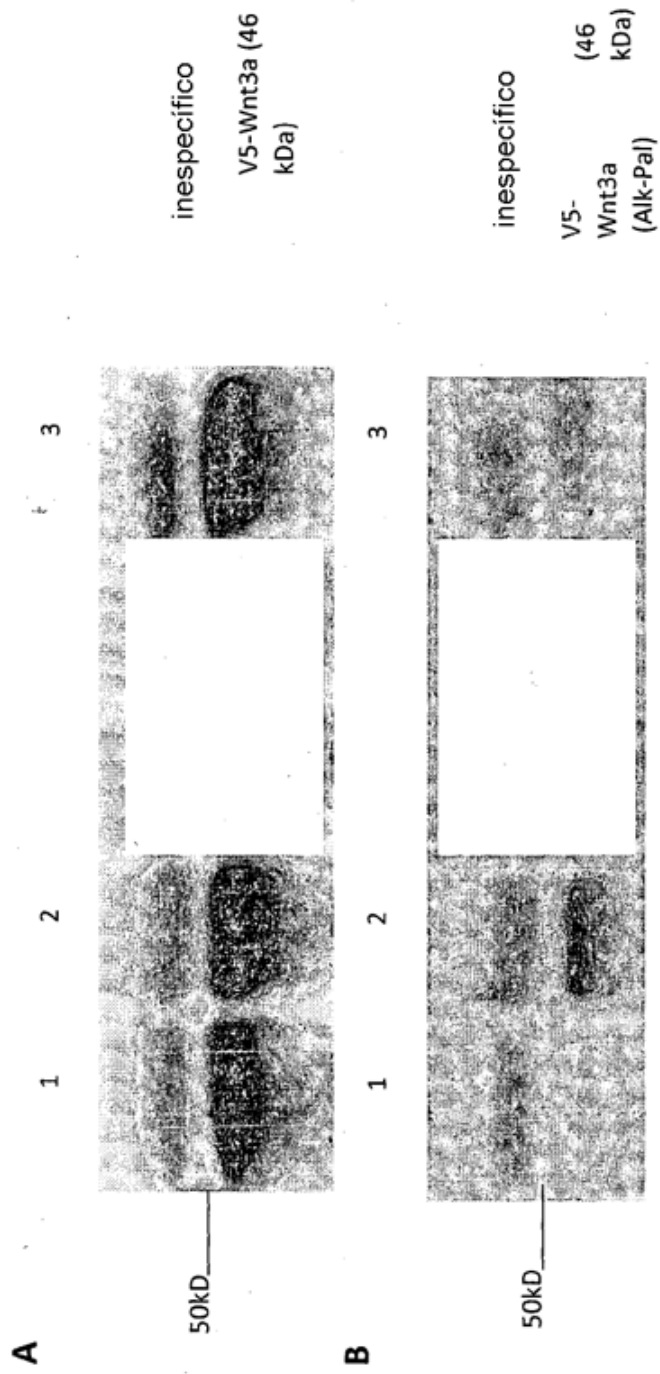 A
1 2 3
50kD
inespecífico
V5-Wnt3a (46
kDa)
B
1 2 3
50kD
inespecífico
V5-
Wnt3a
(Alk-Pal)
(46
kDa)